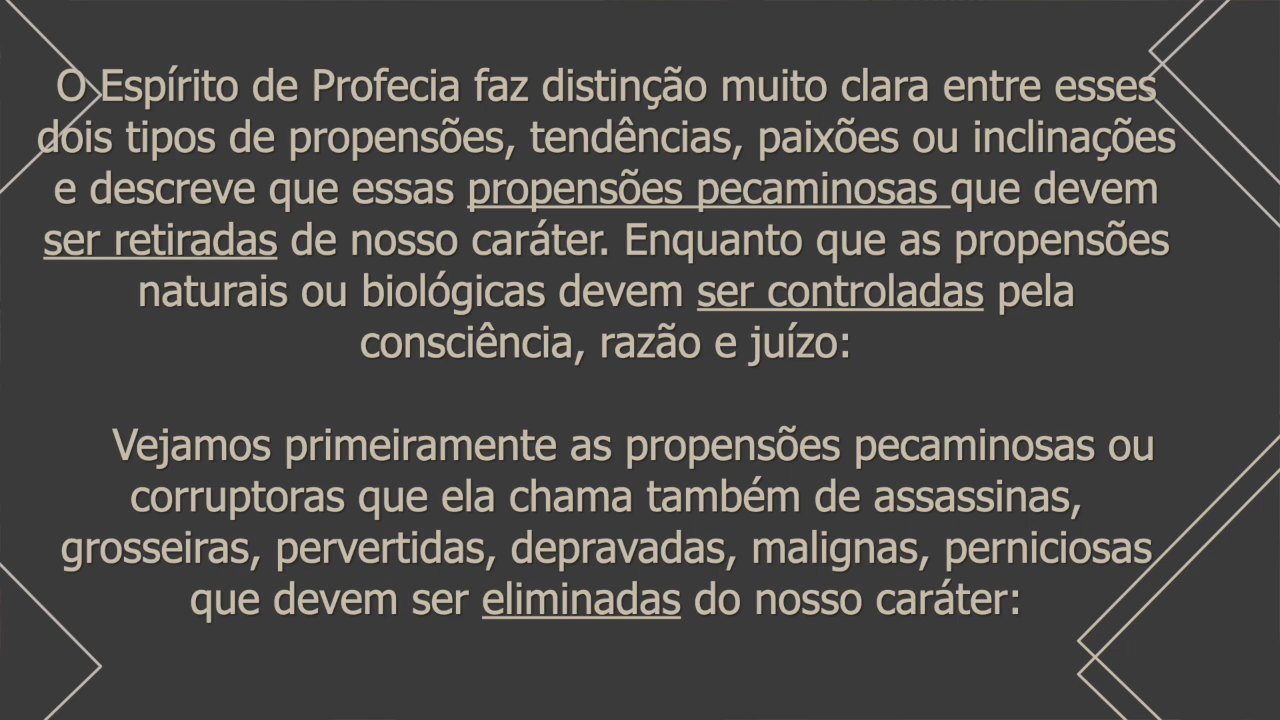 O Espírito de Profecia faz distinção muito clara entre esses
dois tipos de propensões, tendências, paixões ou inclinações
e descreve que essas propensões pecaminosas que devem
ser retiradas de nosso caráter. Enquanto que as propensões
naturais ou biológicas devem ser controladas pela
consciência, razão e juízo:
Vejamos primeiramente as propensões pecaminosas ou
corruptoras que ela chama também de assassinas,
grosseiras, pervertidas, depravadas, malignas, perniciosas
que devem ser eliminadas do nosso caráter: